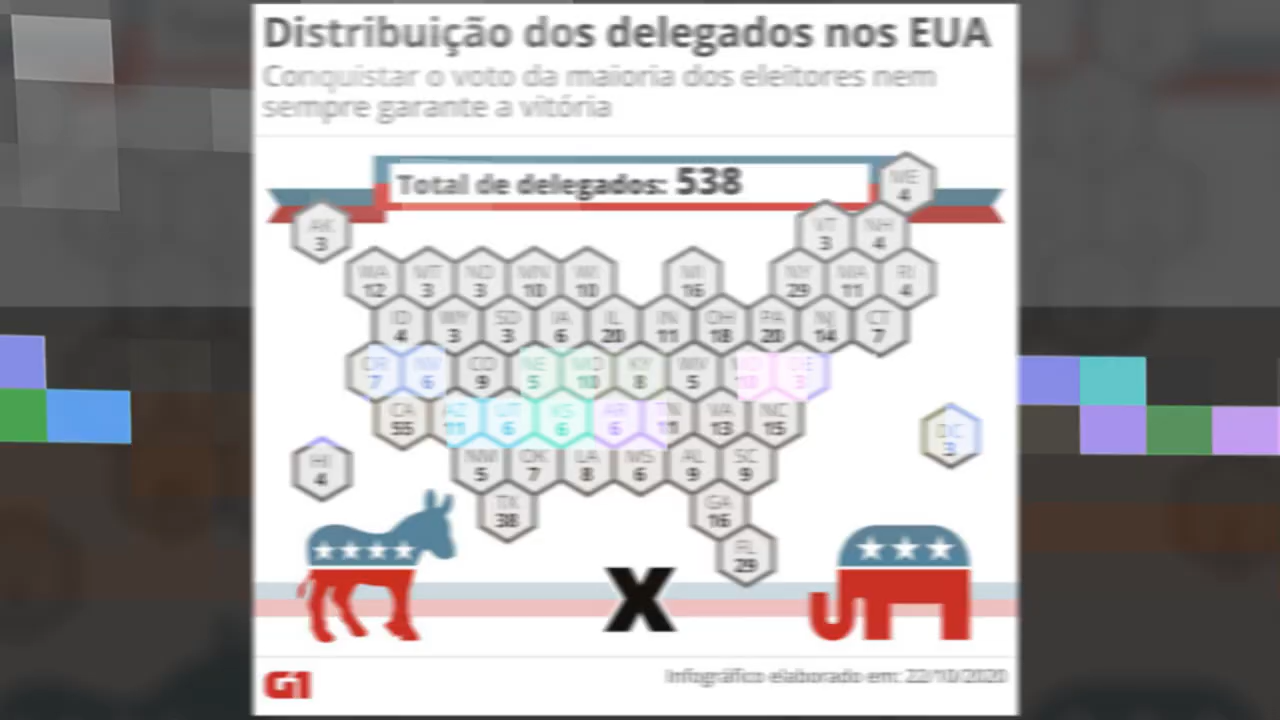 Distribuição dos delegados nos EUA
Conquistar o voto da maioria dos eleitores nem
sempre garante a vitória
Total de delegados: 538
ME
4
AK
3
VT
3
NH
4
WA
12
MT
3
ND
3
MN
10
WI
10
MI
16
NY
29
MA
11
RI
4
ID
4
WY
3
SD
3
IA
6
IL
20
IN
11
OH
18
PA
20
NJ
14
CT
7
OR
7
NV
6
CO
9
NE
5
MO
10
KY
8
WV
5
MD
10
DE
3
CA
55
AZ
11
UT
6
KS
6
AR
6
TN
11
VA
13
NC
15
DC
3
HI
4
NM
5
OK
7
LA
8
MS
6
AL
9
SC
9
TX
38
GA
16
FL
29
X
G1
Infográfico elaborado em: 22/10/2020